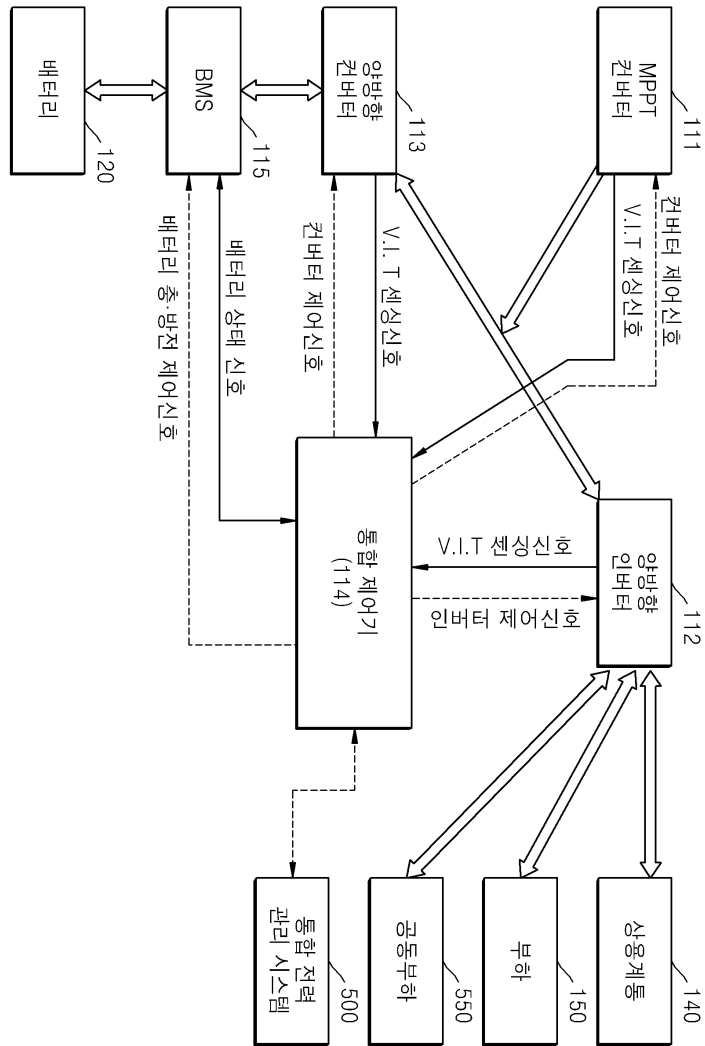 MPPT
컨버터
111
컨버터 제어신호
V.I.T 센싱신호
양방향
인버터
112
상용계통
140
부하
150
공동부하
550
통합 전력
관리 시스템
500
V.I.T 센싱신호
인버터 제어신호
통합 제어기
(114)
양방향
컨버터
113
V.I. T 센싱신호
컨버터 제어신호
BMS
115
배터리 상태 신호
배터리 충·방전 제어신호
배터리
120